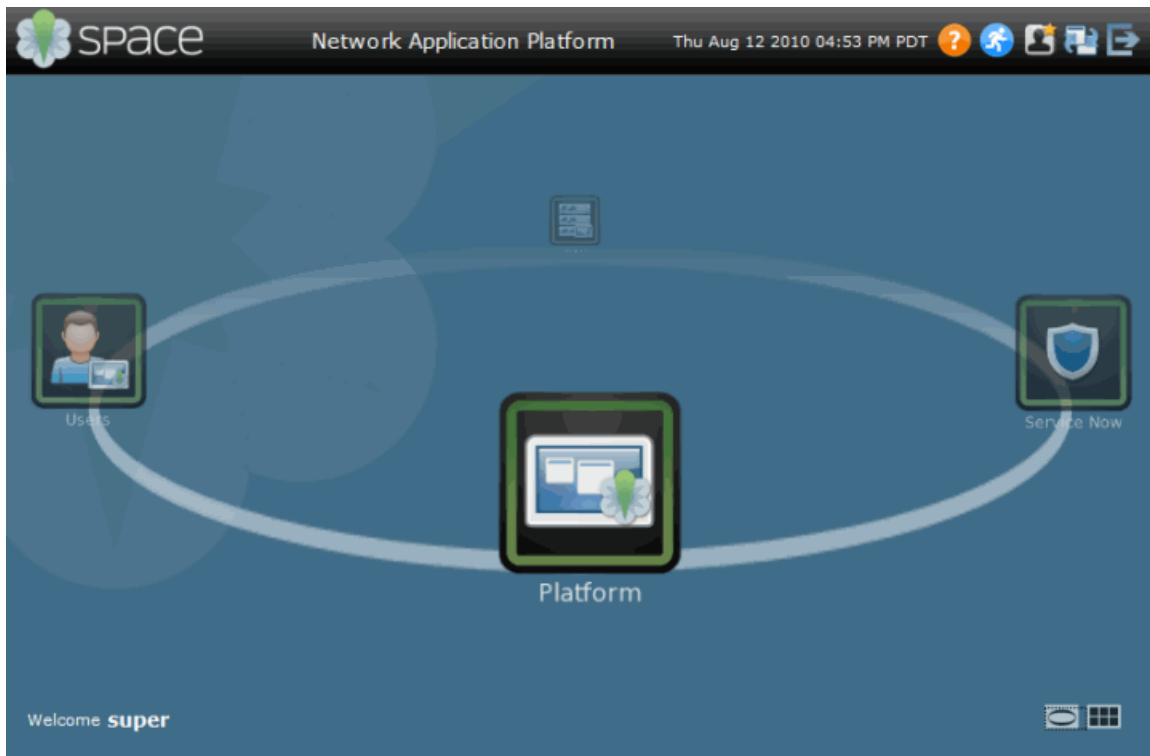 space
Network Application Platform
Thu Aug 12 2010 04:53 PM PDT
?
Users
Service Now
Platform
Welcome super